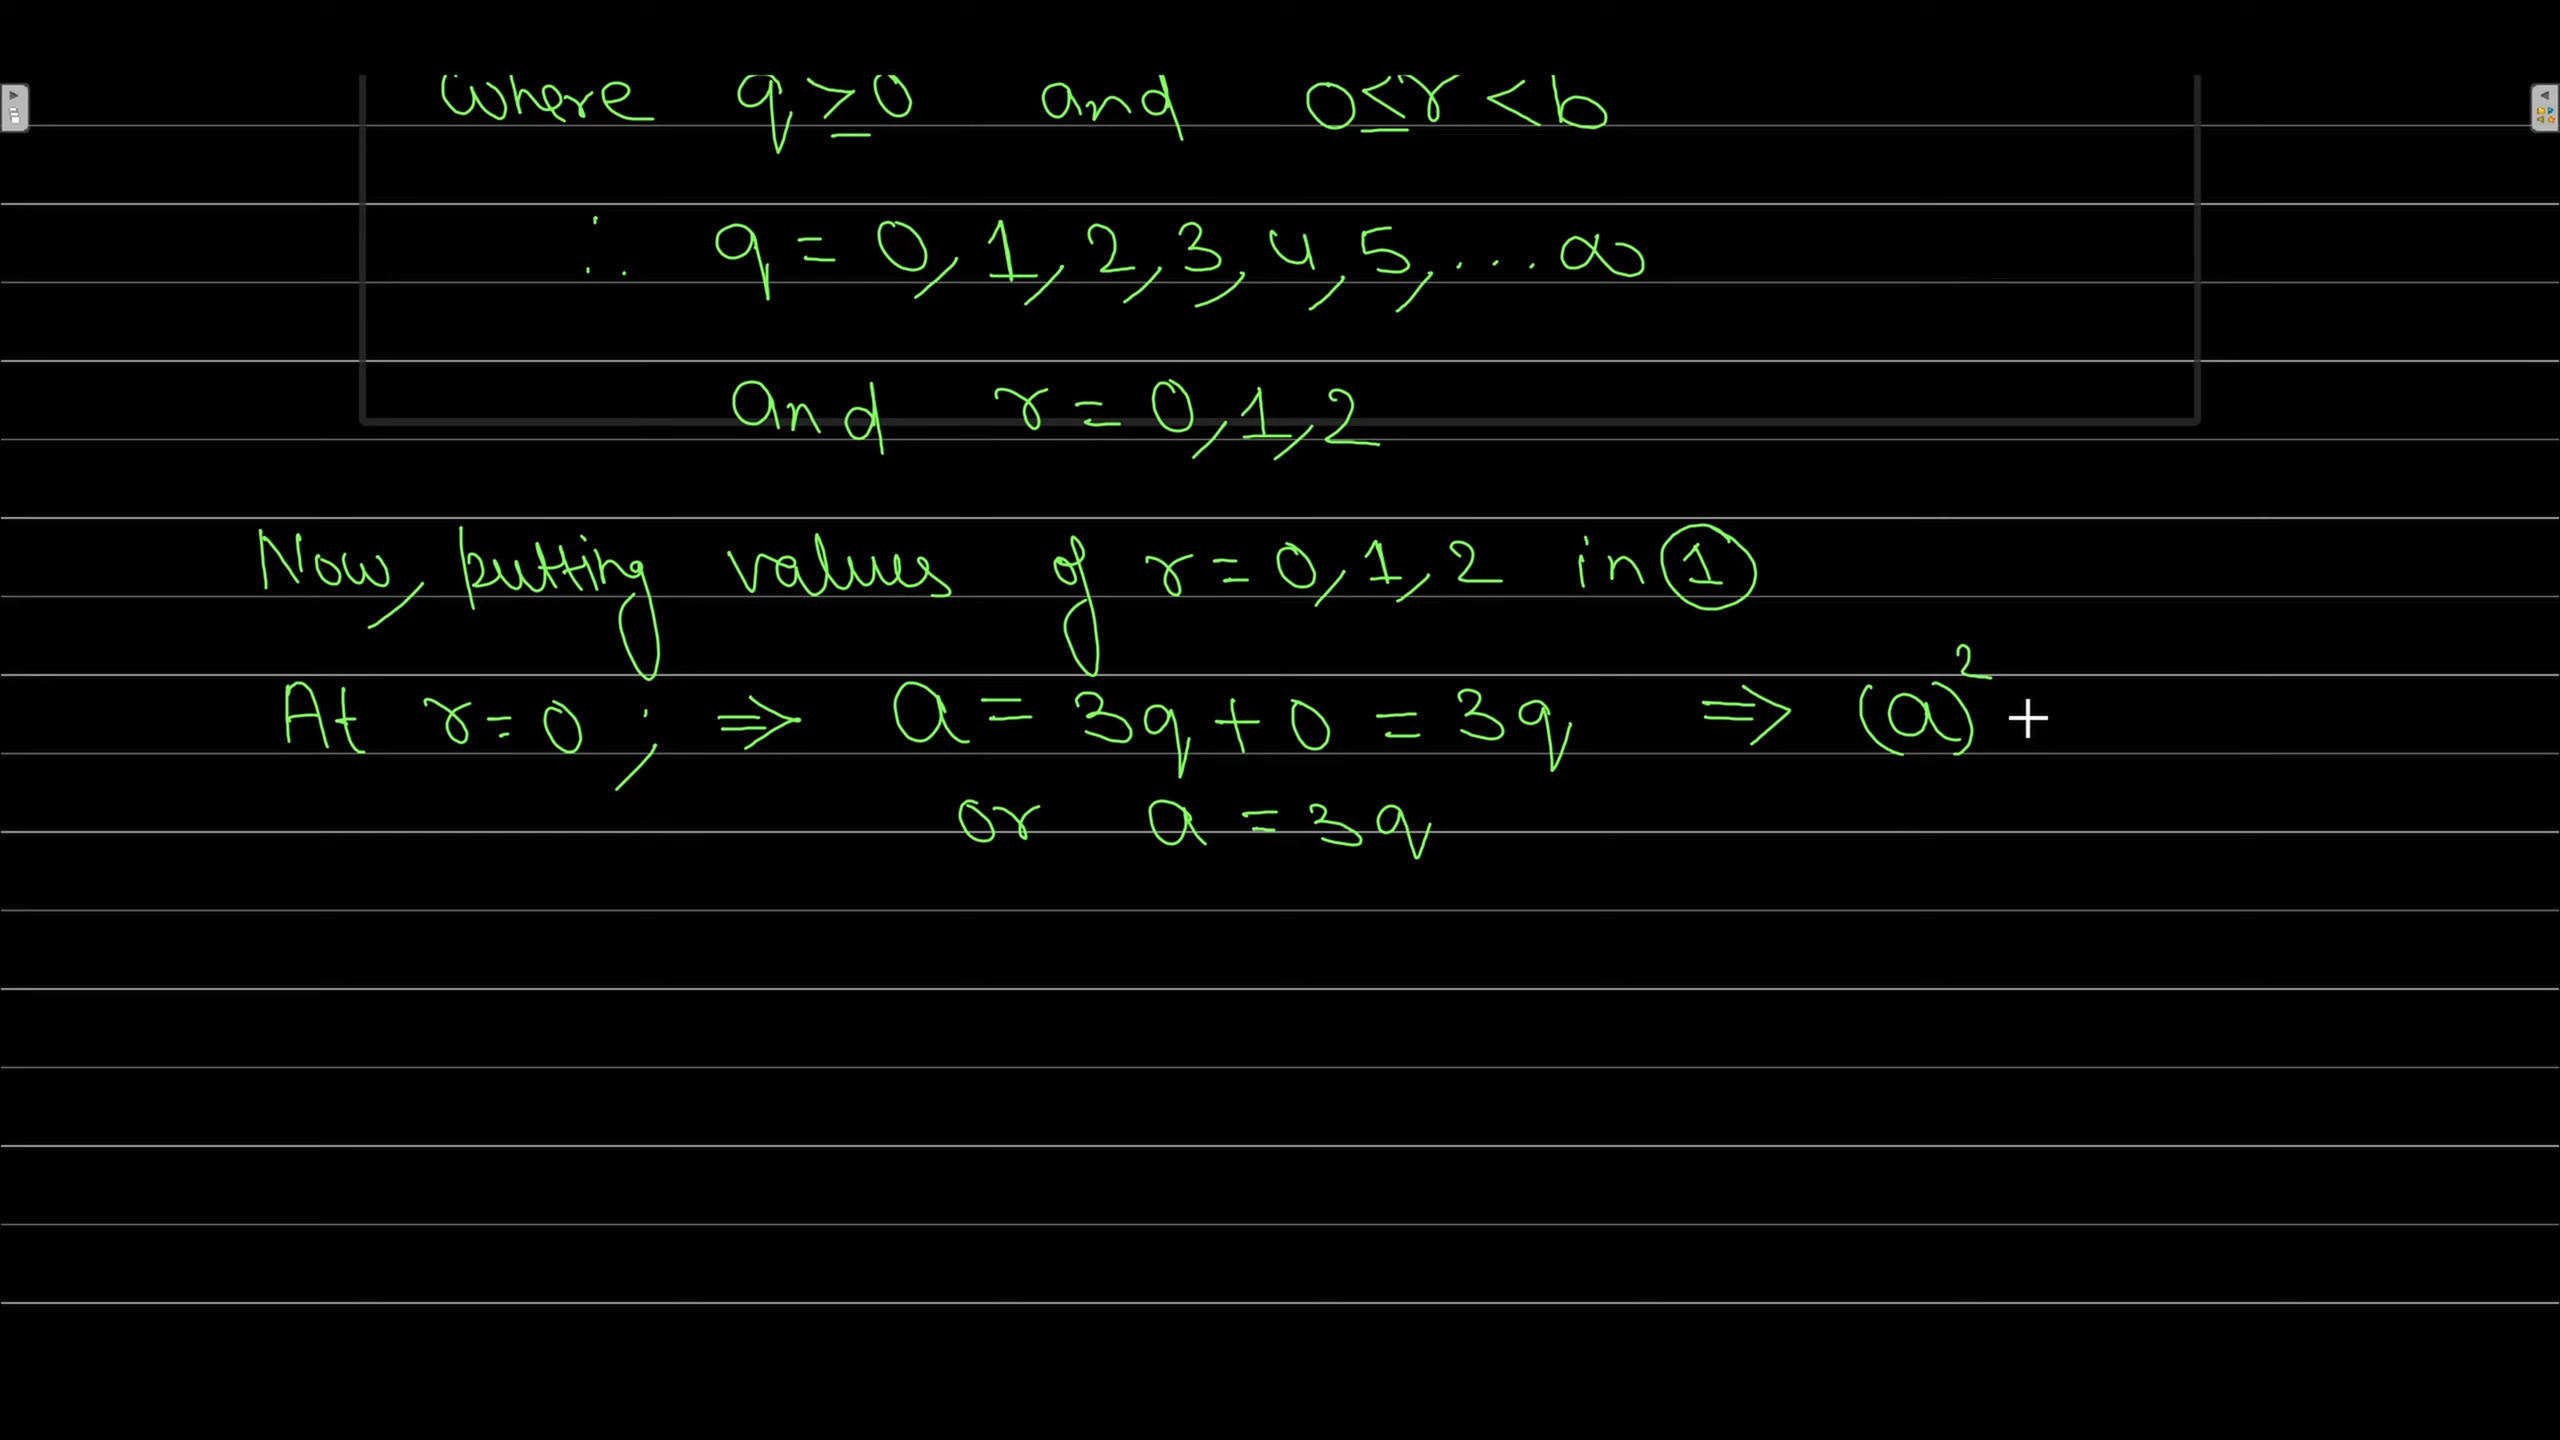 where q ≥ 0 and 0 ≤ r < b
∴ q = 0, 1, 2, 3, 4, 5, ... ∞
and r = 0, 1, 2
Now, putting values of r = 0, 1, 2 in ①
At r = 0 ; ⇒ a = 3q + 0 = 3q ⇒ (a)²
or a = 3q